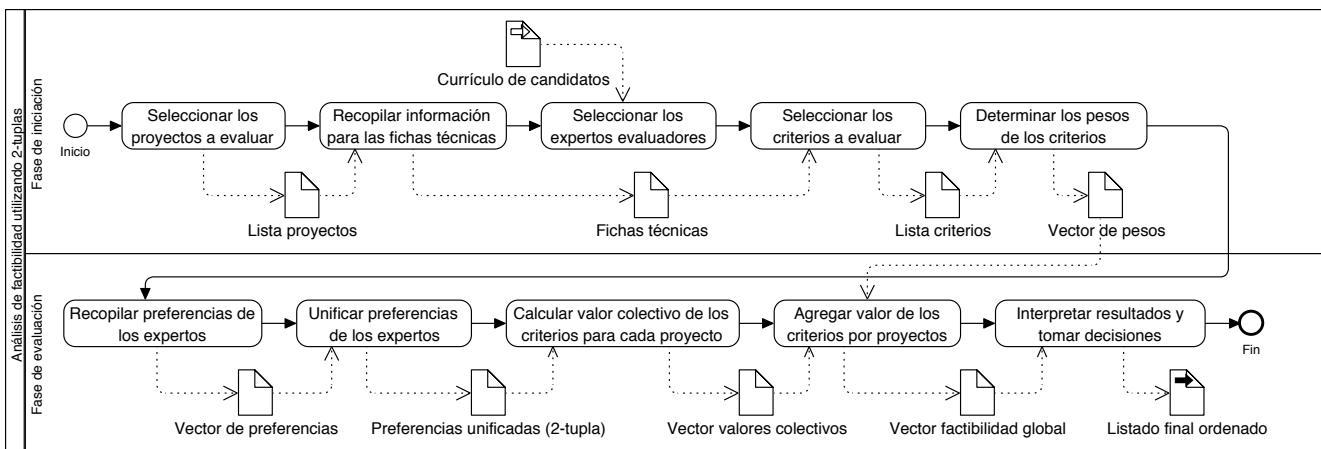 Análisis de factibilidad utilizando 2-tuplas
Fase de iniciación
Currículo de candidatos
Inicio
Seleccionar los
proyectos a evaluar
Recopilar información
para las fichas técnicas
Seleccionar los
expertos evaluadores
Seleccionar los
criterios a evaluar
Determinar los pesos
de los criterios
Lista proyectos
Fichas técnicas
Lista criterios
Vector de pesos
Fase de evaluación
Recopilar preferencias de
los expertos
Unificar preferencias
de los expertos
Calcular valor colectivo de los
criterios para cada proyecto
Agregar valor de los
criterios por proyectos
Interpretar resultados y
tomar decisiones
Fin
Vector de preferencias
Preferencias unificadas (2-tupla)
Vector valores colectivos
Vector factibilidad global
Listado final ordenado